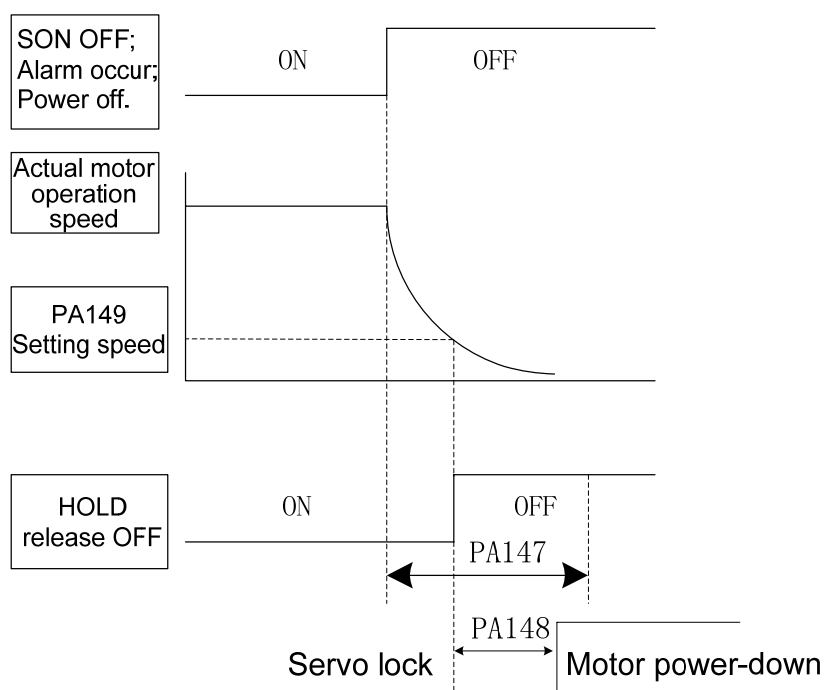 SON OFF;
Alarm occur;
Power off.
ON
OFF
Actual motor
operation
speed
PA149
Setting speed
HOLD
release OFF
ON
OFF
PA147
PA148
Servo lock
Motor power-down